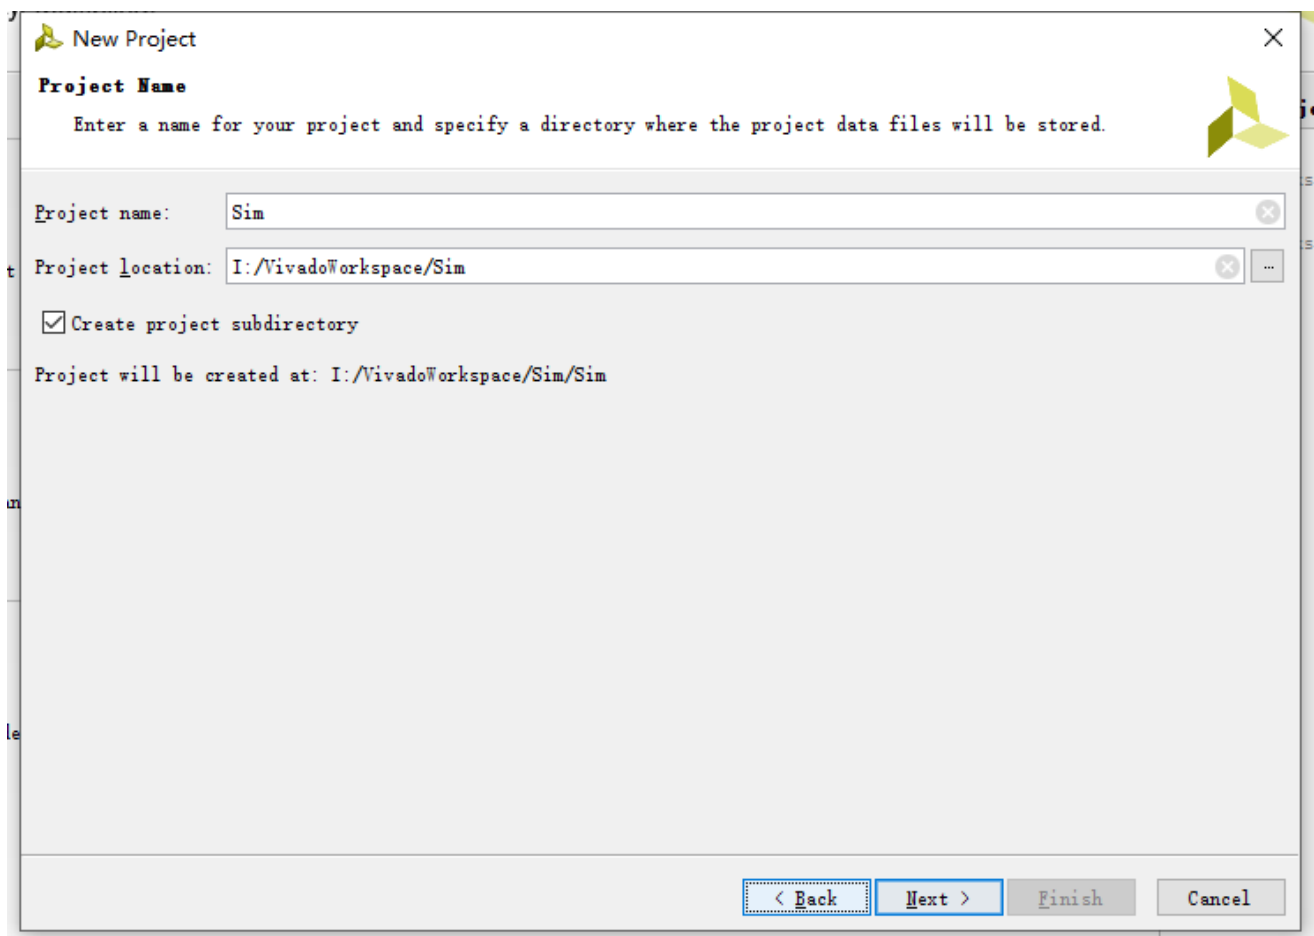 New Project
Project Name
Enter a name for your project and specify a directory where the project data files will be stored.
Project name: Sim
Project location: I:/VivadoWorkspace/Sim ...
Create project subdirectory
Project will be created at: I:/VivadoWorkspace/Sim/Sim
< Back Next > Finish Cancel